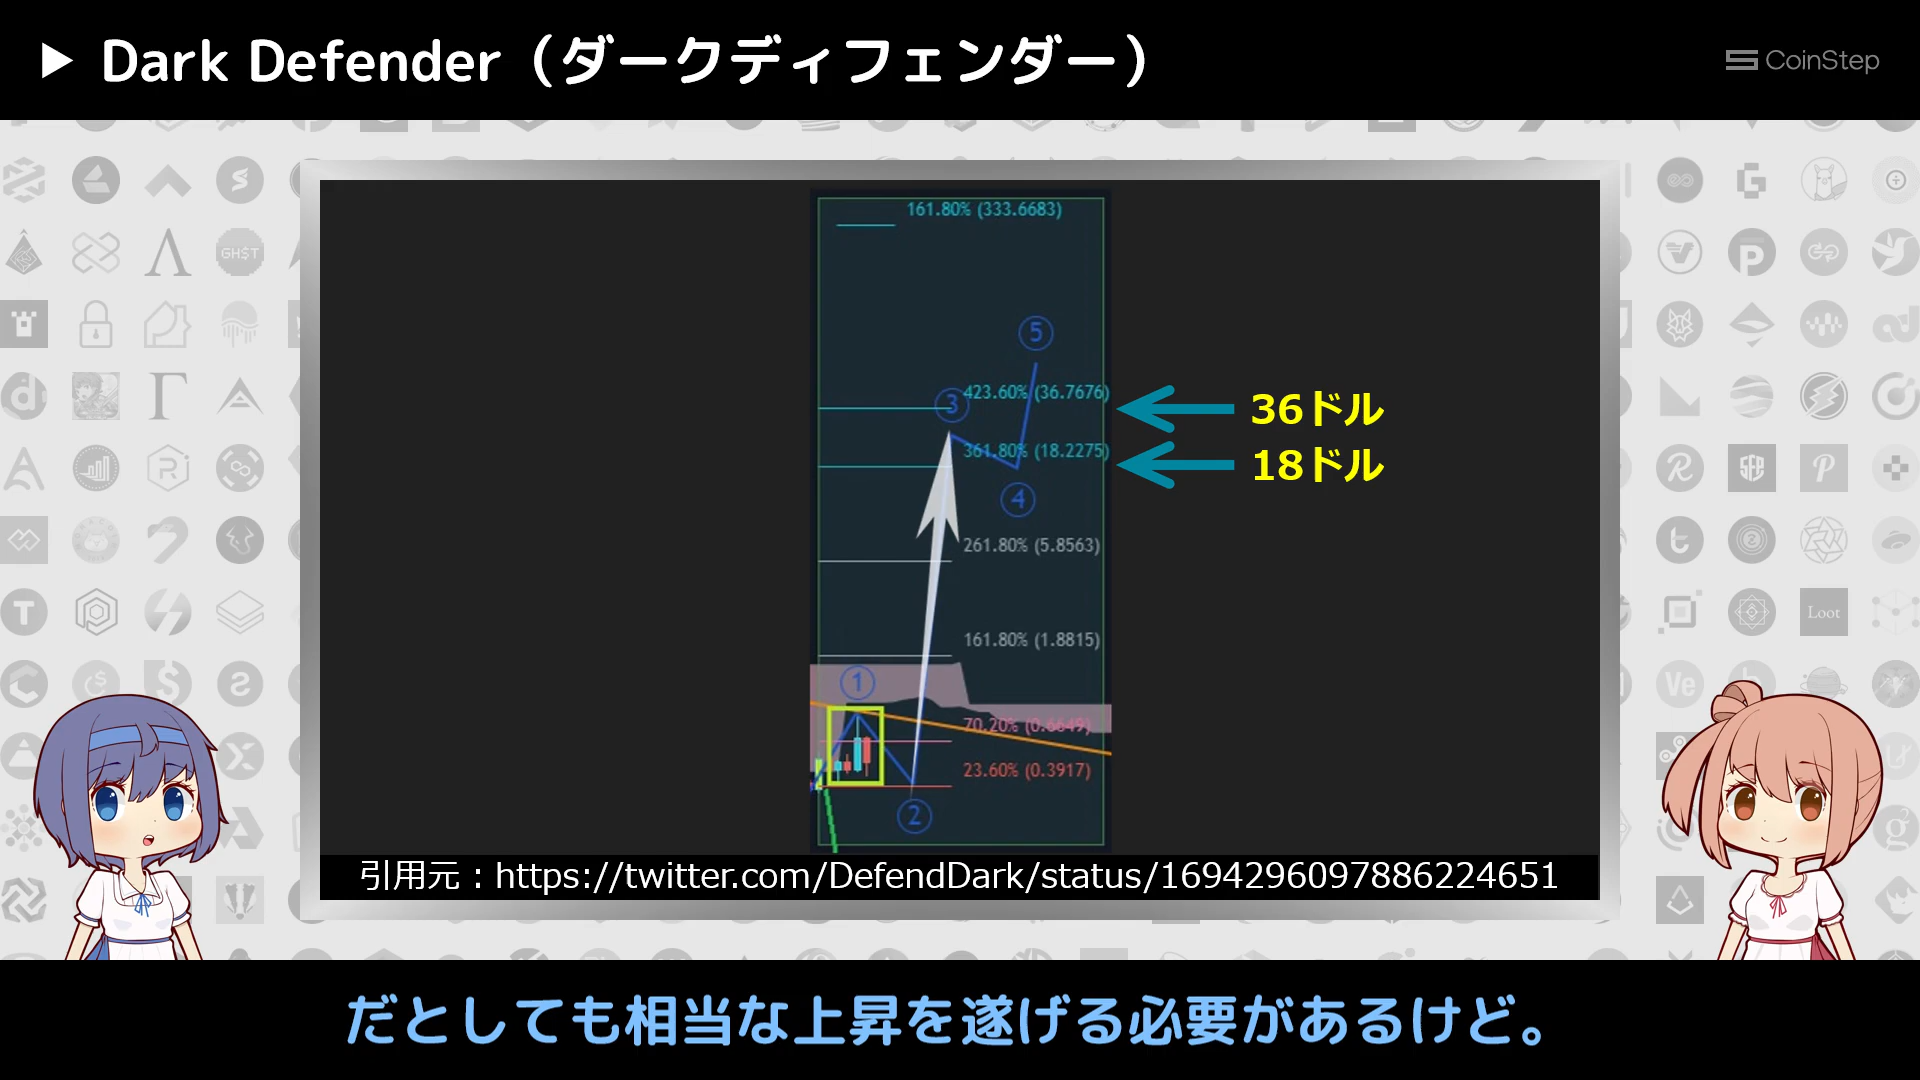 ▶ Dark Defender（ダークディフェンダー）
CoinStep
161.80% (333.6683)
⑤
423.60% (36.7676)
③
36ドル
361.80% (18.2275)
18ドル
④
261.80% (5.8563)
161.80% (1.8815)
①
70.20% (0.6649)
23.60% (0.3917)
②
GHST
SFP
Loot
Ve
引用元：https://twitter.com/DefendDark/status/1694296097886224651
だとしても相当な上昇を遂げる必要があるけど。